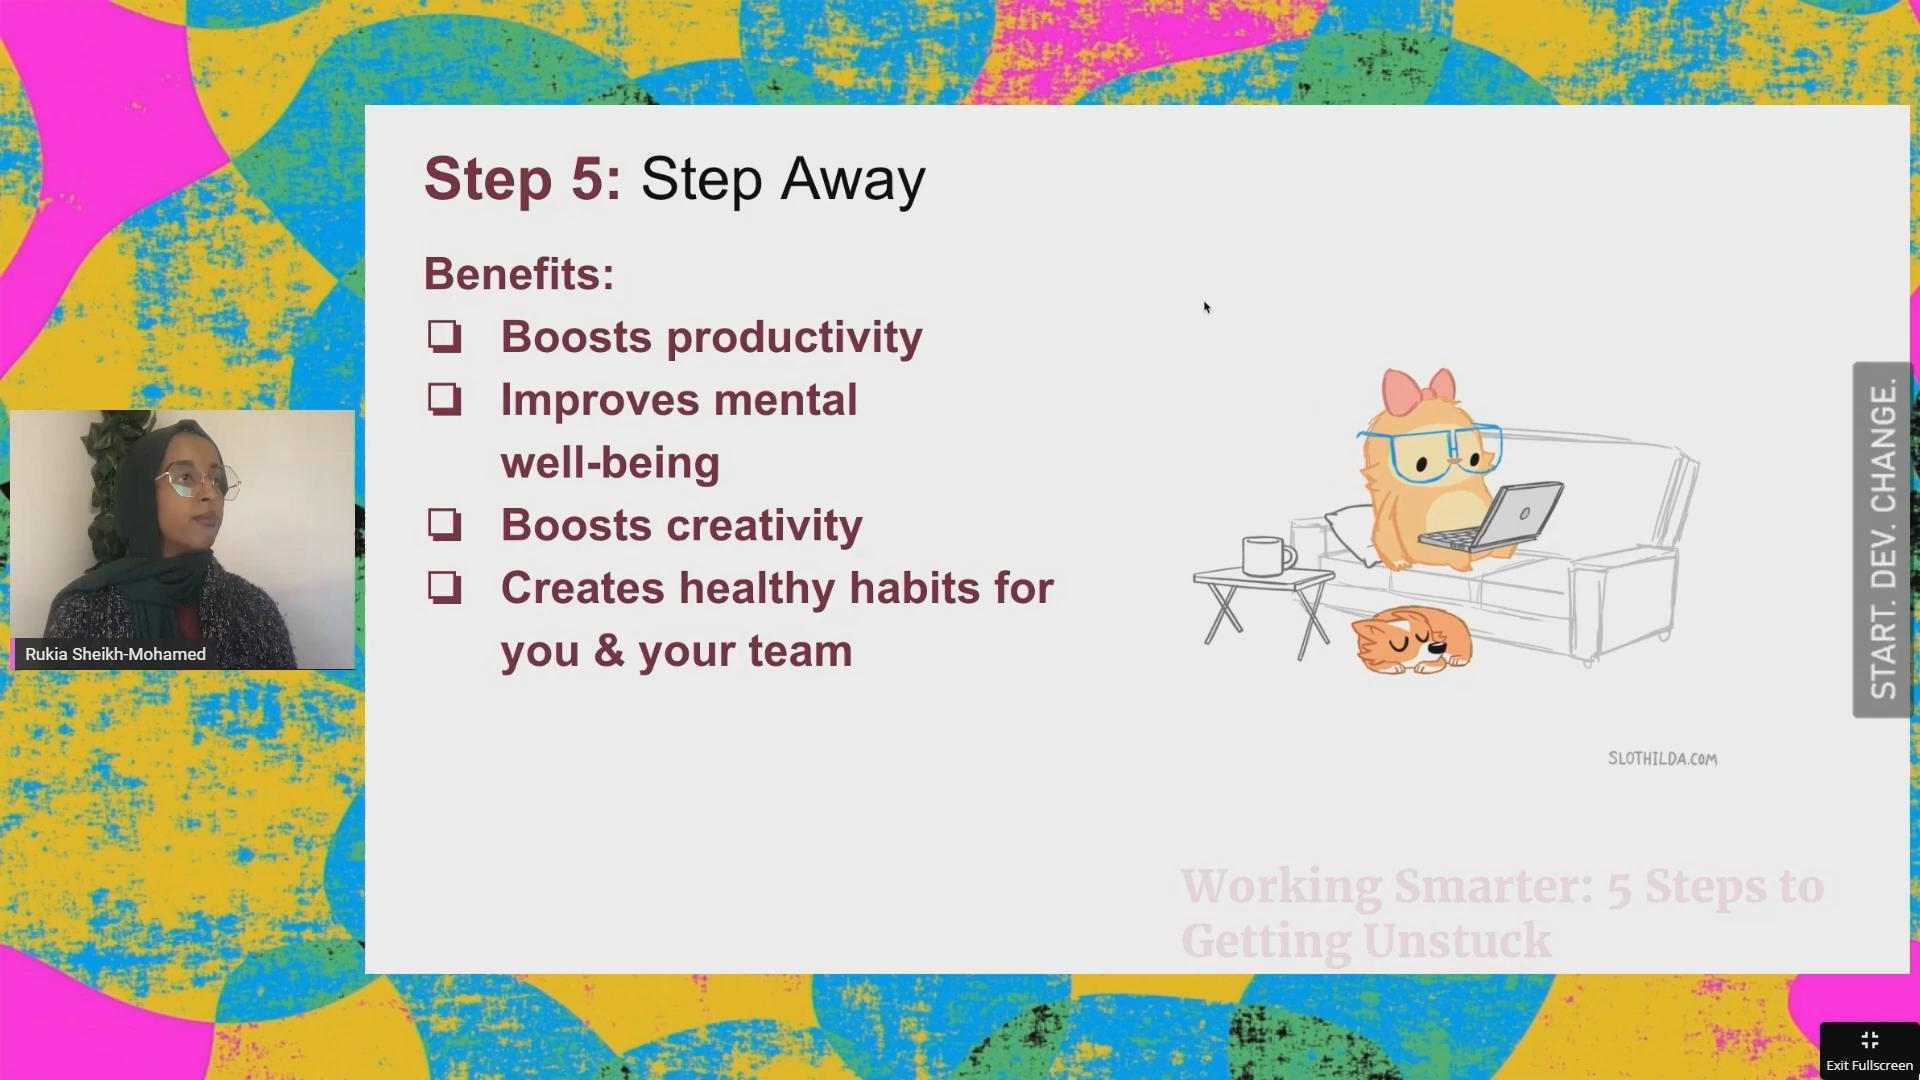 Step 5: Step Away
Benefits:
❏ Boosts productivity
❏ Improves mental
well-being
❏ Boosts creativity
❏ Creates healthy habits for
you & your team
Rukia Sheikh-Mohamed
START. DEV. CHANGE.
SLOTHILDA.COM
Working Smarter: 5 Steps to
Getting Unstuck
Exit Fullscreen